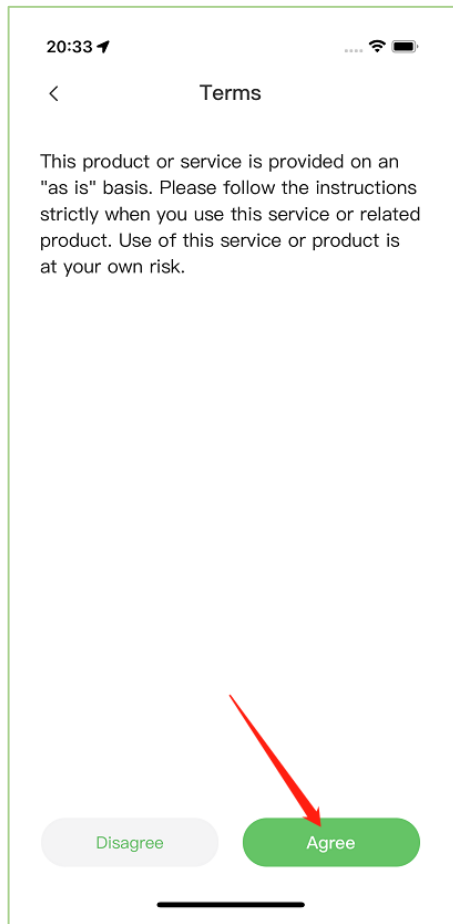 20:33
Terms
This product or service is provided on an
"as is" basis. Please follow the instructions
strictly when you use this service or related
product. Use of this service or product is
at your own risk.
Disagree
Agree